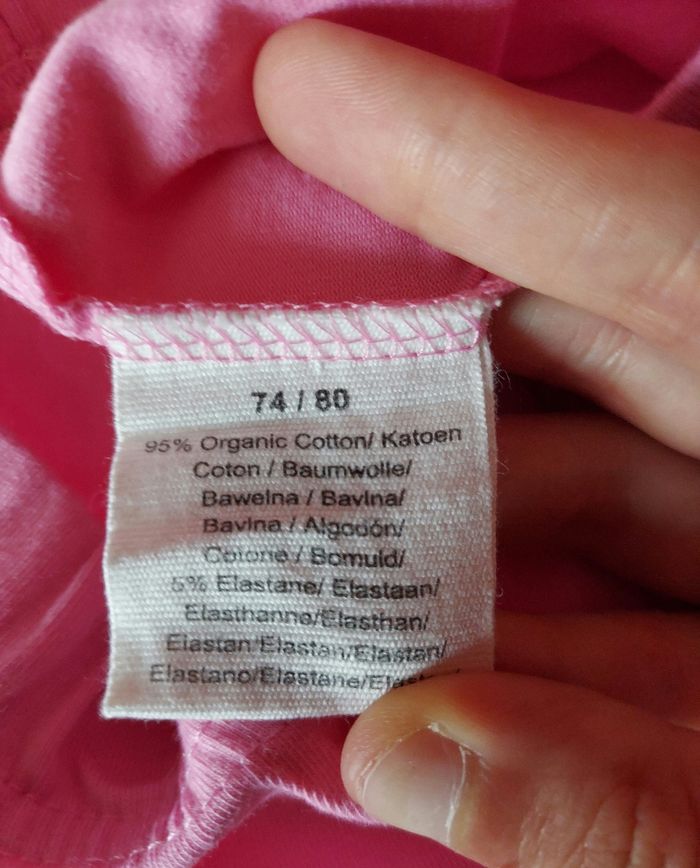 74 / 80
95% Organic Cotton/ Katoen
Coton / Baumwolle/
Bawelna / Bavlna/
Bavlna / Algodón/
Cotone / Bomuld/
5% Elastane/ Elastaan/
Elasthanne/Elasthan/
Elastan/Elastan/Elastan/
Elastano/Elastane/